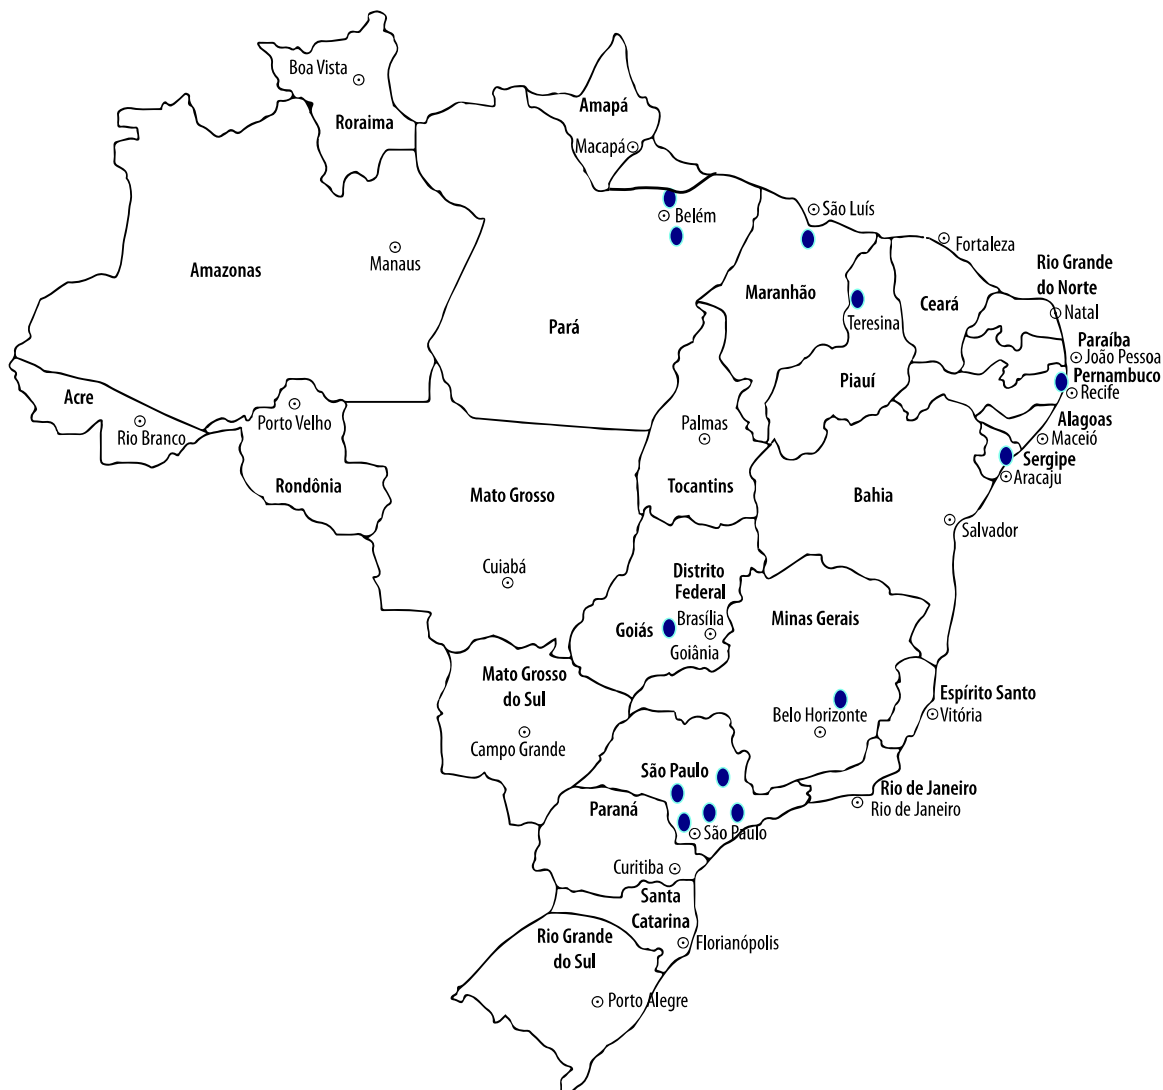 Boa Vista
Roraima
Amapá
Macapá
Belém
São Luís
Fortaleza
Manaus
Amazonas
Rio Grande
do Norte
Natal
Maranhão
Ceará
Teresina
Pará
Paraíba
João Pessoa
Piauí
Pernambuco
Recife
Acre
Rio Branco
Porto Velho
Palmas
Alagoas
Maceió
Sergipe
Aracaju
Rondônia
Mato Grosso
Tocantins
Bahia
Salvador
Cuiabá
Distrito
Federal
Brasília
Goiás
Goiânia
Minas Gerais
Mato Grosso
do Sul
Campo Grande
Belo Horizonte
Espírito Santo
Vitória
São Paulo
Rio de Janeiro
Rio de Janeiro
Paraná
São Paulo
Curitiba
Santa
Catarina
Rio Grande
do Sul
Florianópolis
Porto Alegre